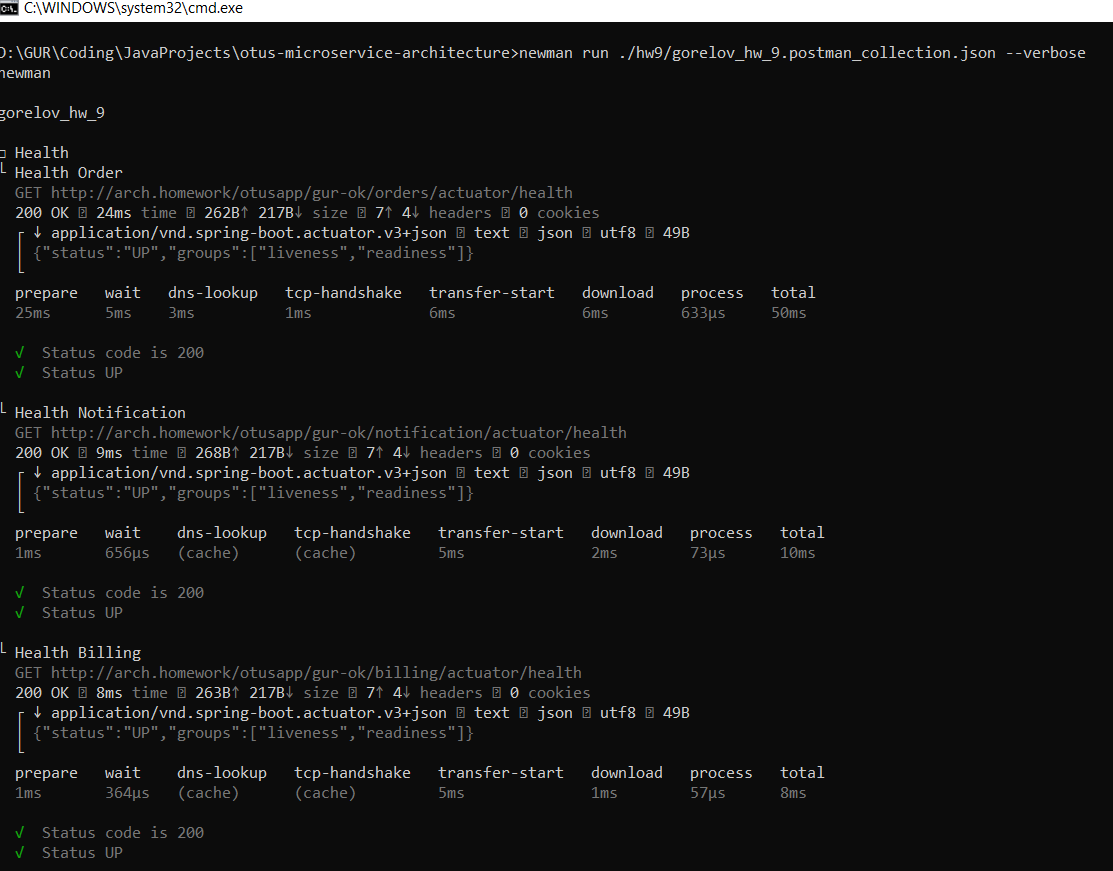 C:\WINDOWS\system32\cmd.exe
D:\GUR\Coding\JavaProjects\otus-microservice-architecture>newman run ./hw9/gorelov_hw_9.postman_collection.json --verbose
newman
gorelov_hw_9
□ Health
└ Health Order
GET http://arch.homework/otusapp/gur-ok/orders/actuator/health
200 OK ⍰ 24ms time ⍰ 262B↑ 217B↓ size ⍰ 7↑ 4↓ headers ⍰ 0 cookies
┌ ↓ application/vnd.spring-boot.actuator.v3+json ⍰ text ⍰ json ⍰ utf8 ⍰ 49B
│ {"status":"UP","groups":["liveness","readiness"]}
└
prepare wait dns-lookup tcp-handshake transfer-start download process total
25ms 5ms 3ms 1ms 6ms 6ms 633µs 50ms
√ Status code is 200
√ Status UP
└ Health Notification
GET http://arch.homework/otusapp/gur-ok/notification/actuator/health
200 OK ⍰ 9ms time ⍰ 268B↑ 217B↓ size ⍰ 7↑ 4↓ headers ⍰ 0 cookies
┌ ↓ application/vnd.spring-boot.actuator.v3+json ⍰ text ⍰ json ⍰ utf8 ⍰ 49B
│ {"status":"UP","groups":["liveness","readiness"]}
└
prepare wait dns-lookup tcp-handshake transfer-start download process total
1ms 656µs (cache) (cache) 5ms 2ms 73µs 10ms
√ Status code is 200
√ Status UP
└ Health Billing
GET http://arch.homework/otusapp/gur-ok/billing/actuator/health
200 OK ⍰ 8ms time ⍰ 263B↑ 217B↓ size ⍰ 7↑ 4↓ headers ⍰ 0 cookies
┌ ↓ application/vnd.spring-boot.actuator.v3+json ⍰ text ⍰ json ⍰ utf8 ⍰ 49B
│ {"status":"UP","groups":["liveness","readiness"]}
└
prepare wait dns-lookup tcp-handshake transfer-start download process total
1ms 364µs (cache) (cache) 5ms 1ms 57µs 8ms
√ Status code is 200
√ Status UP